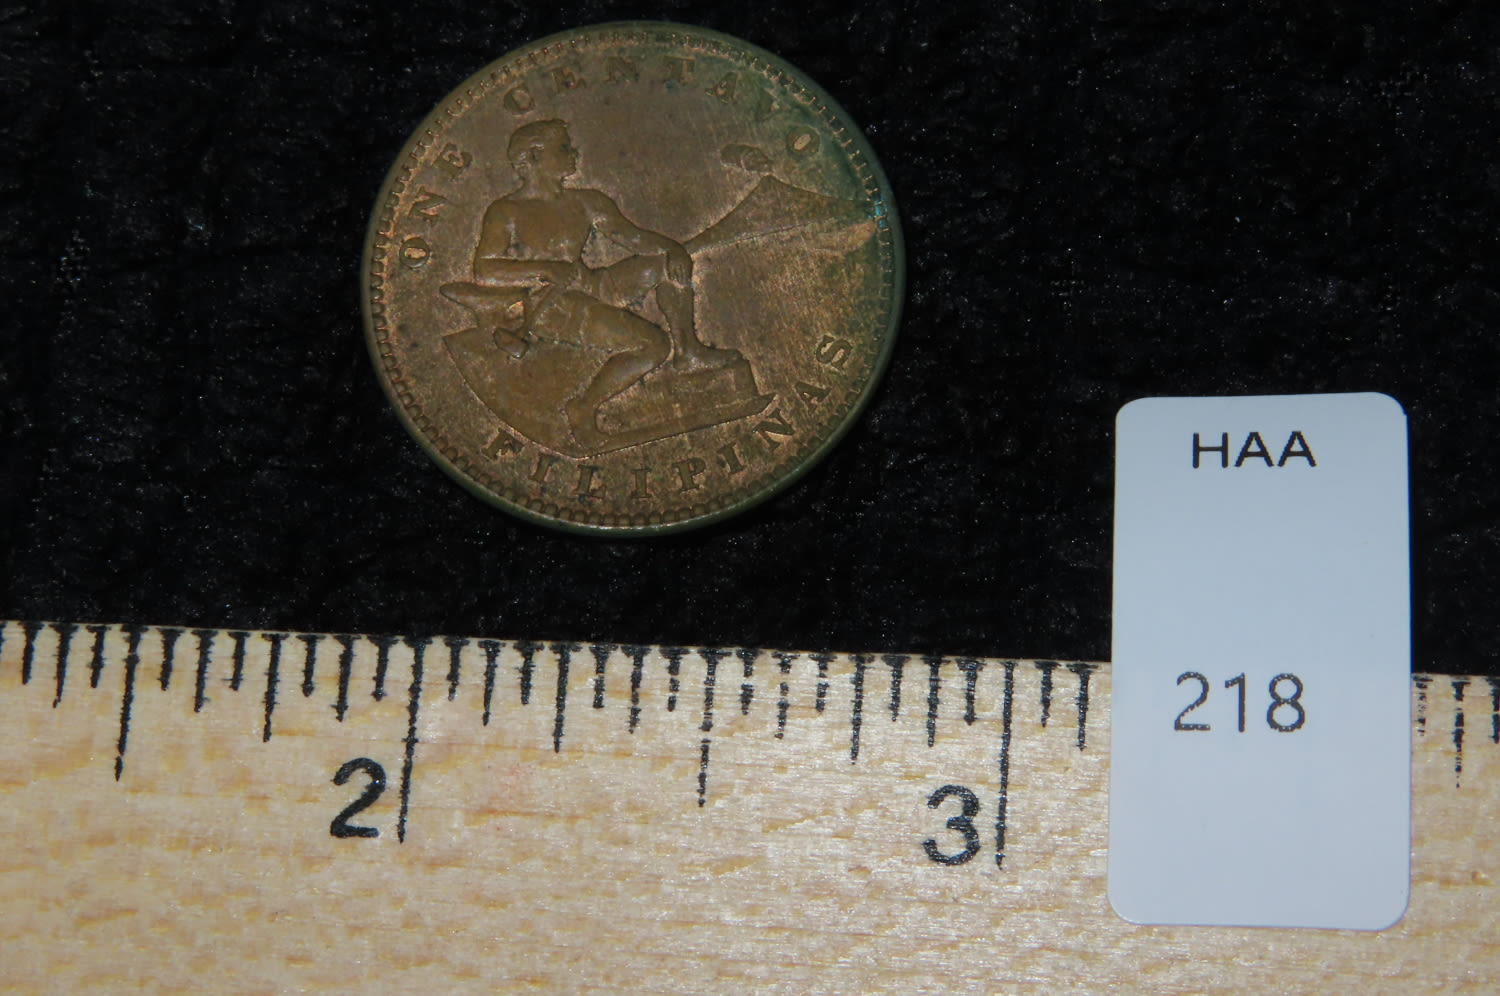 ONE CENTAVO
FILIPINAS
HAA
218
2
3